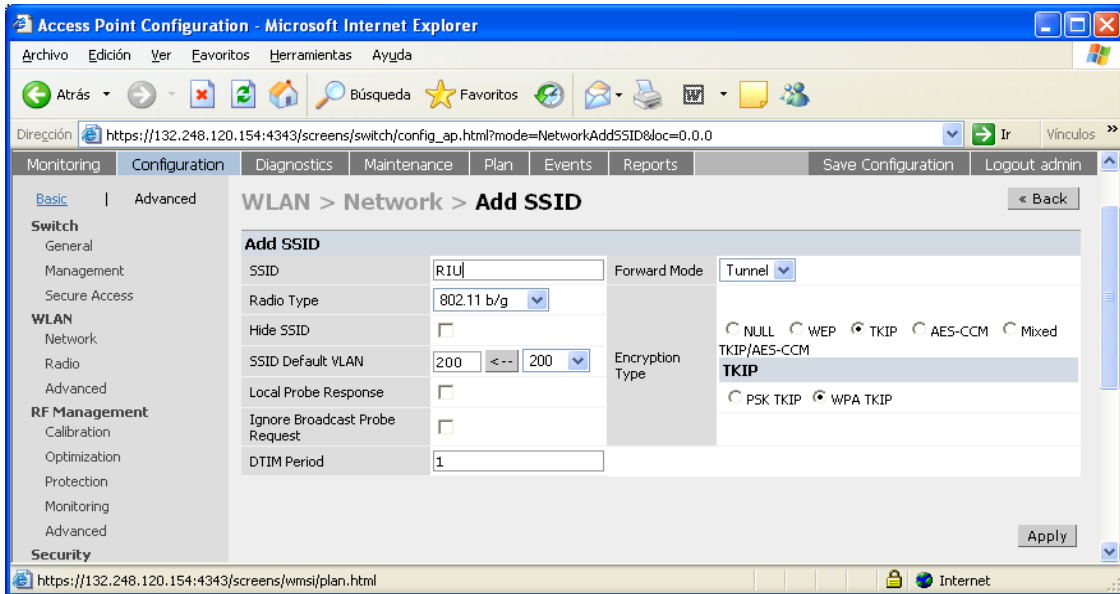 Access Point Configuration - Microsoft Internet Explorer
Archivo Edición Ver Favoritos Herramientas Ayuda
Atrás Búsqueda Favoritos
Dirección https://132.248.120.154:4343/screens/switch/config_ap.html?mode=NetworkAddSSID&loc=0.0.0 Ir Vínculos »
Monitoring Configuration Diagnostics Maintenance Plan Events Reports Save Configuration Logout admin
Basic | Advanced
WLAN > Network > Add SSID
« Back
Switch
General
Management
Secure Access
WLAN
Network
Radio
Advanced
RF Management
Calibration
Optimization
Protection
Monitoring
Advanced
Security
Add SSID
SSID RIU Forward Mode Tunnel
Radio Type 802.11 b/g
Hide SSID
SSID Default VLAN 200 <-- 200
Local Probe Response
Ignore Broadcast Probe
Request
DTIM Period 1
Encryption
Type
NULL WEP TKIP AES-CCM Mixed
TKIP/AES-CCM
TKIP
PSK TKIP WPA TKIP
Apply
https://132.248.120.154:4343/screens/wmsi/plan.html Internet